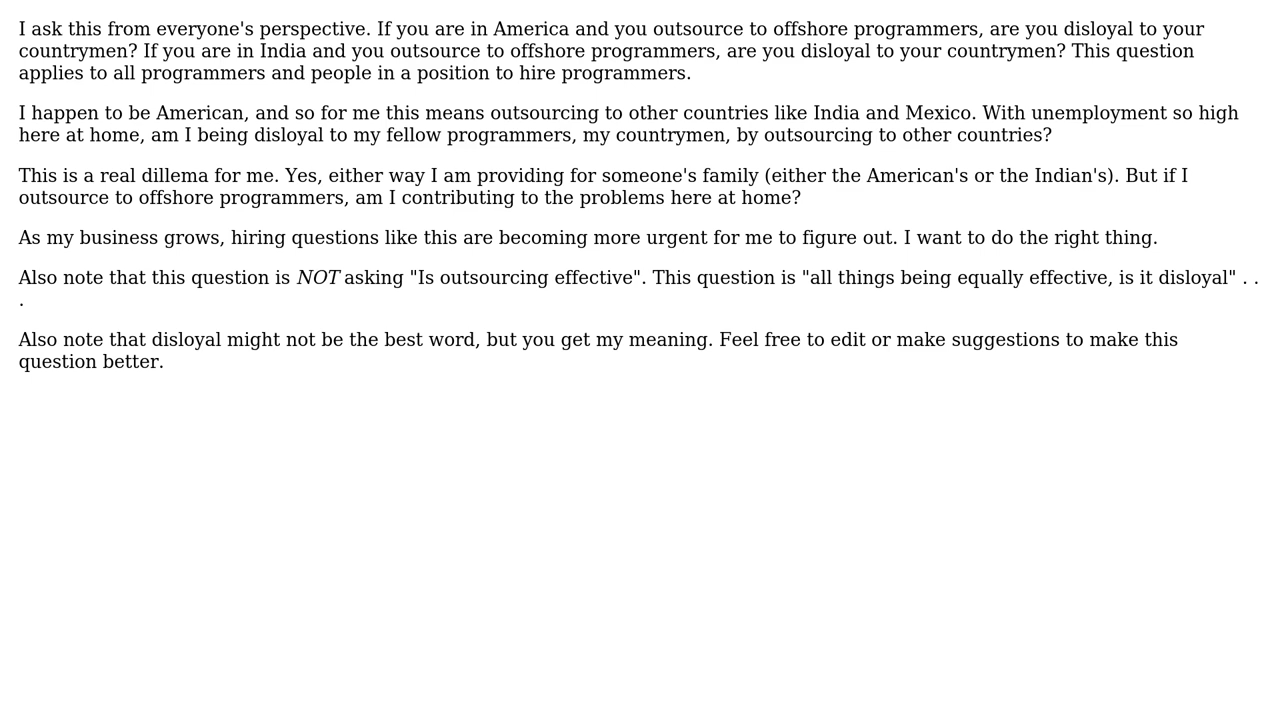 I ask this from everyone's perspective. If you are in America and you outsource to offshore programmers, are you disloyal to your
countrymen? If you are in India and you outsource to offshore programmers, are you disloyal to your countrymen? This question
applies to all programmers and people in a position to hire programmers.
I happen to be American, and so for me this means outsourcing to other countries like India and Mexico. With unemployment so high
here at home, am I being disloyal to my fellow programmers, my countrymen, by outsourcing to other countries?
This is a real dillema for me. Yes, either way I am providing for someone's family (either the American's or the Indian's). But if I
outsource to offshore programmers, am I contributing to the problems here at home?
As my business grows, hiring questions like this are becoming more urgent for me to figure out. I want to do the right thing.
Also note that this question is NOT asking "Is outsourcing effective". This question is "all things being equally effective, is it disloyal" . .
.
Also note that disloyal might not be the best word, but you get my meaning. Feel free to edit or make suggestions to make this
question better.